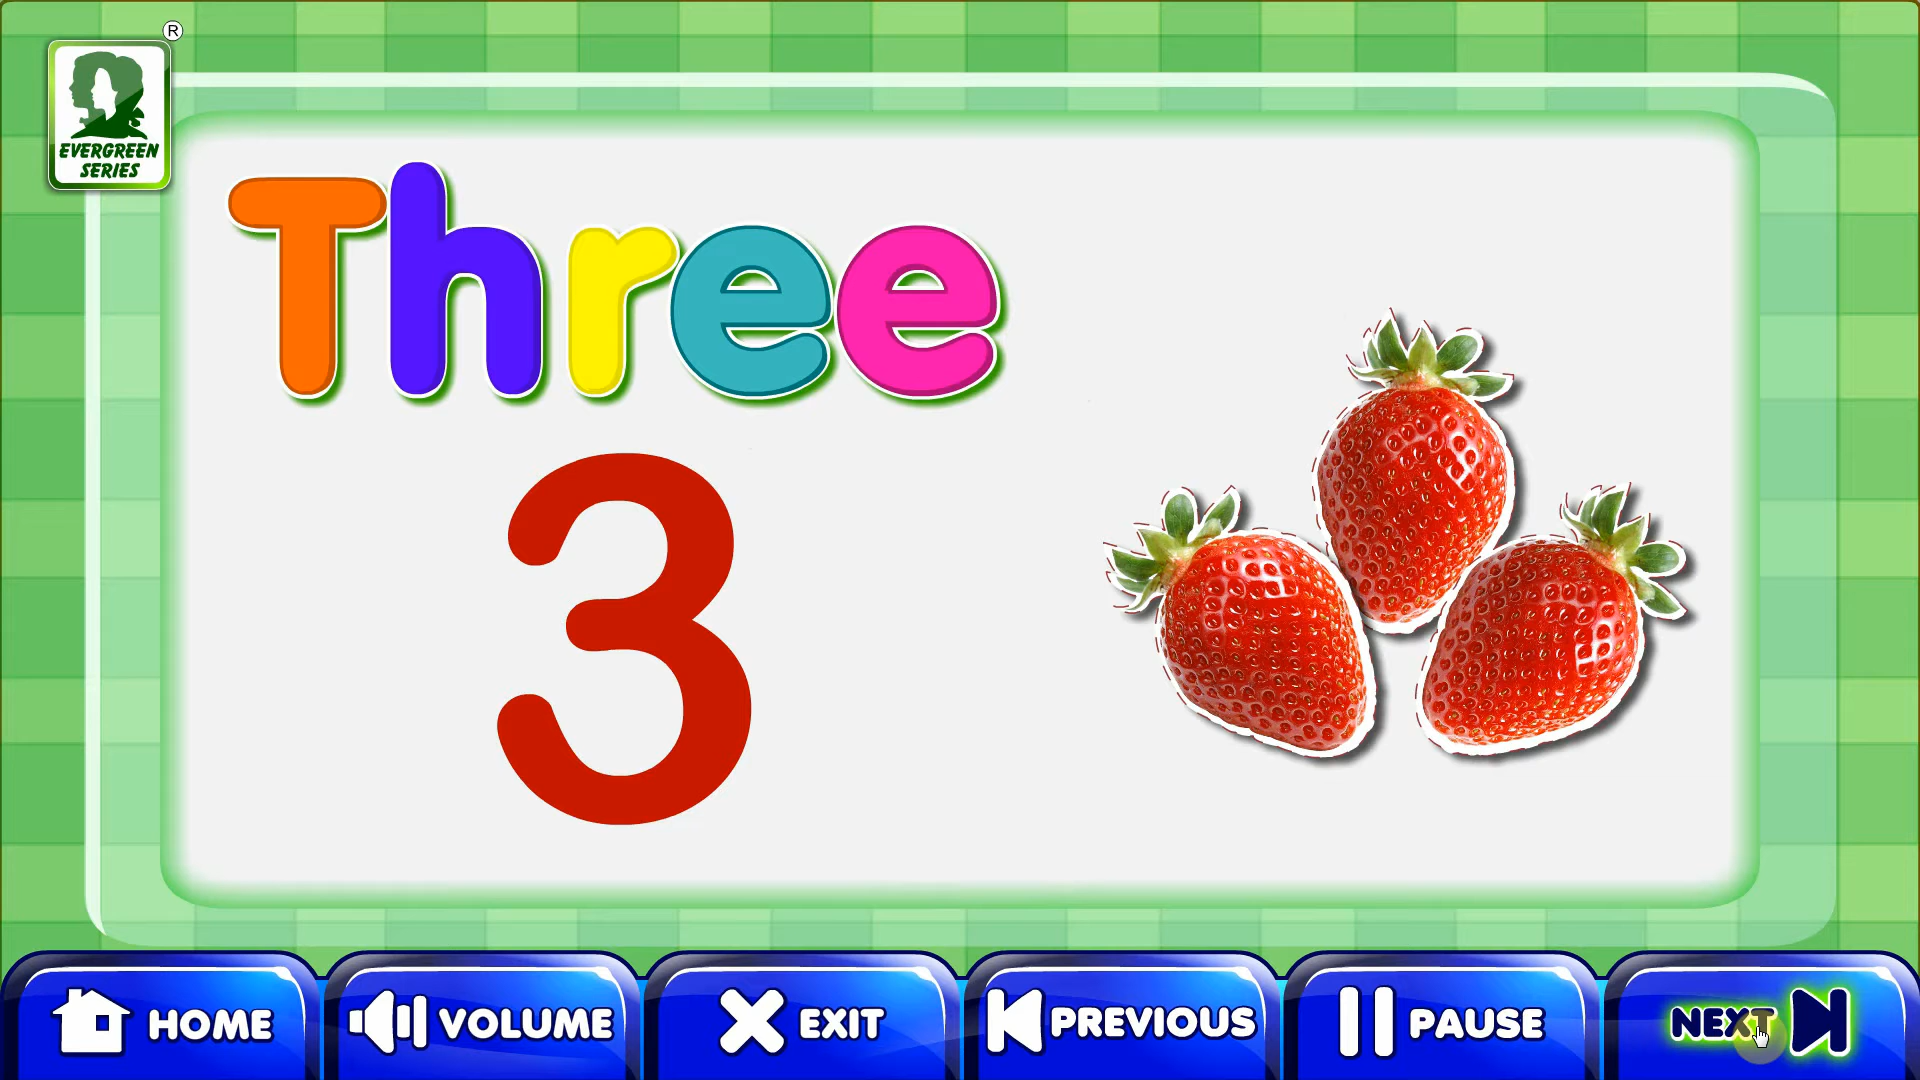 ®
EVERGREEN
SERIES
Three
3
HOME
VOLUME
EXIT
PREVIOUS
PAUSE
NEXT